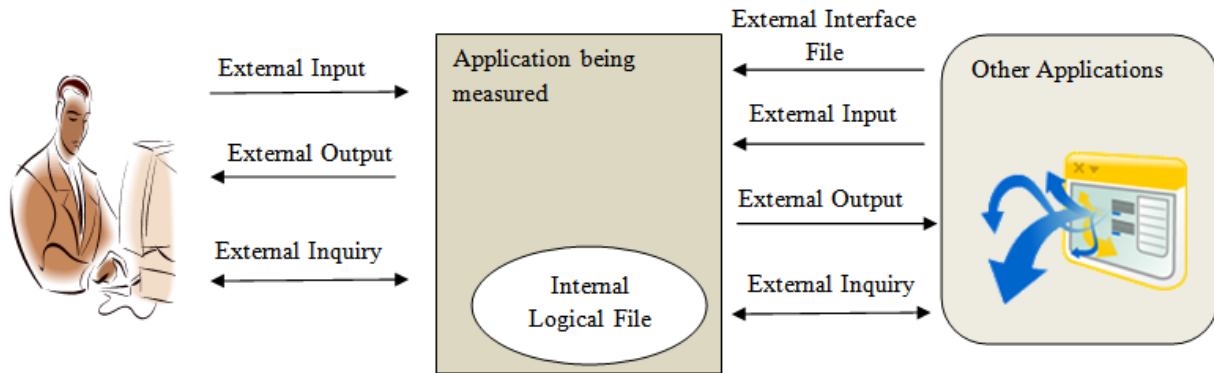 External Input
External Output
External Inquiry
Application being
measured
Internal
Logical File
External Interface
File
External Input
External Output
External Inquiry
Other Applications